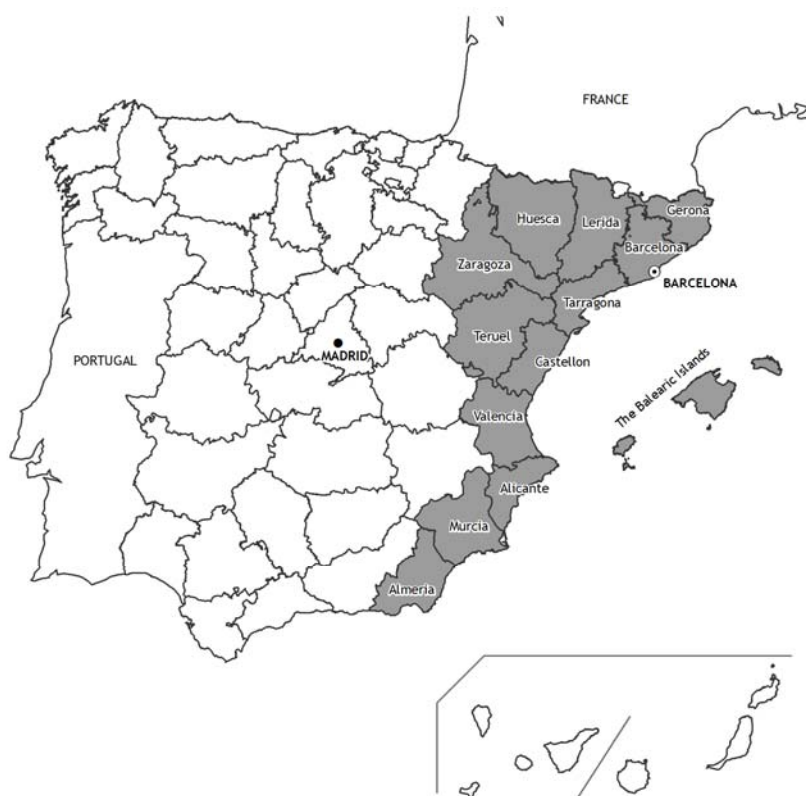 FRANCE
Huesca
Lerida
Gerona
Barcelona
Zaragoza
BARCELONA
Tarragona
Teruel
MADRID
PORTUGAL
Castellon
The Balearic Islands
Valencia
Alicante
Murcia
Almeria